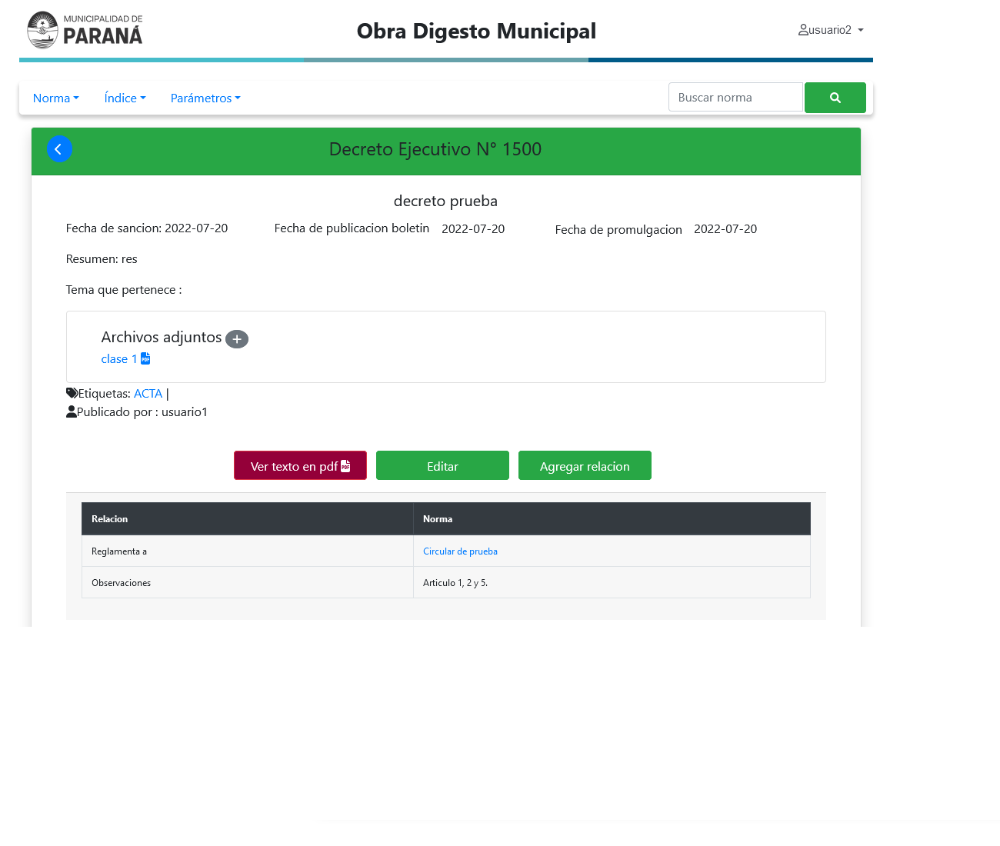 MUNICIPALIDAD DE
PARANÁ
Obra Digesto Municipal
usuario2
Norma Índice Parámetros Buscar norma
Decreto Ejecutivo N° 1500
decreto prueba
Fecha de sancion: 2022-07-20 Fecha de publicacion boletin 2022-07-20 Fecha de promulgacion 2022-07-20
Resumen: res
Tema que pertenece :
Archivos adjuntos +
clase 1
Etiquetas: ACTA |
Publicado por : usuario1
Ver texto en pdf Editar Agregar relacion
Relacion Norma
Reglamenta a Circular de prueba
Observaciones Articulo 1, 2 y 5.